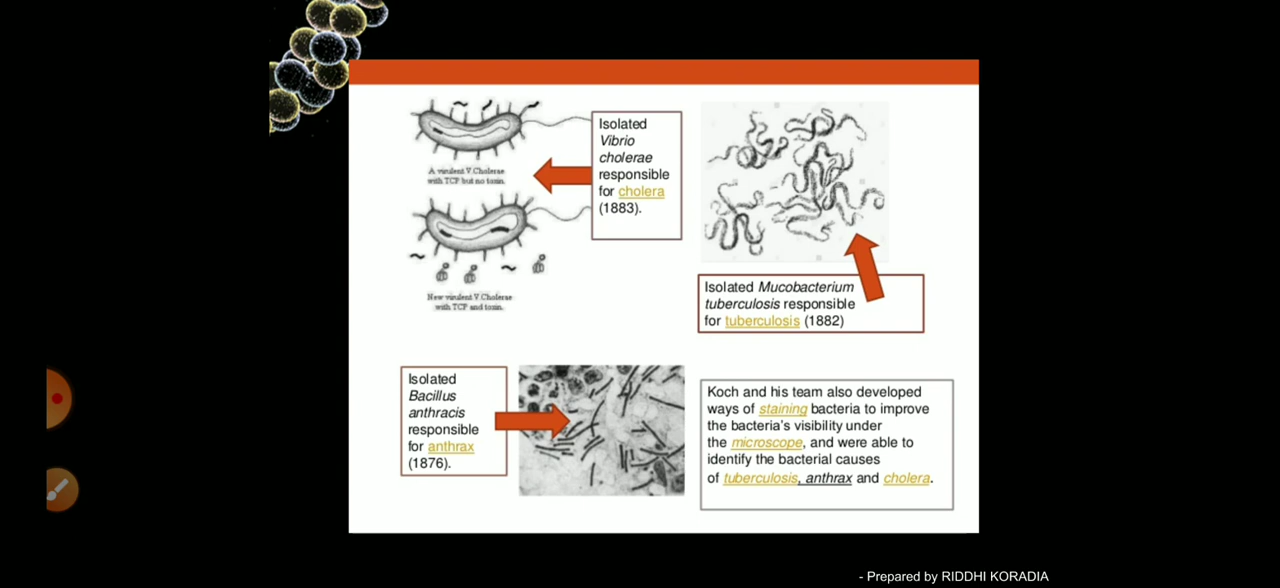 A virulent V.Cholerae
with TCP but no toxin.
Isolated
Vibrio
cholerae
responsible
for cholera
(1883).
New virulent V.Cholerae
with TCP and toxin.
Isolated Mucobacterium
tuberculosis responsible
for tuberculosis (1882)
Isolated
Bacillus
anthracis
responsible
for anthrax
(1876).
Koch and his team also developed
ways of staining bacteria to improve
the bacteria's visibility under
the microscope, and were able to
identify the bacterial causes
of tuberculosis, anthrax and cholera.
- Prepared by RIDDHI KORADIA